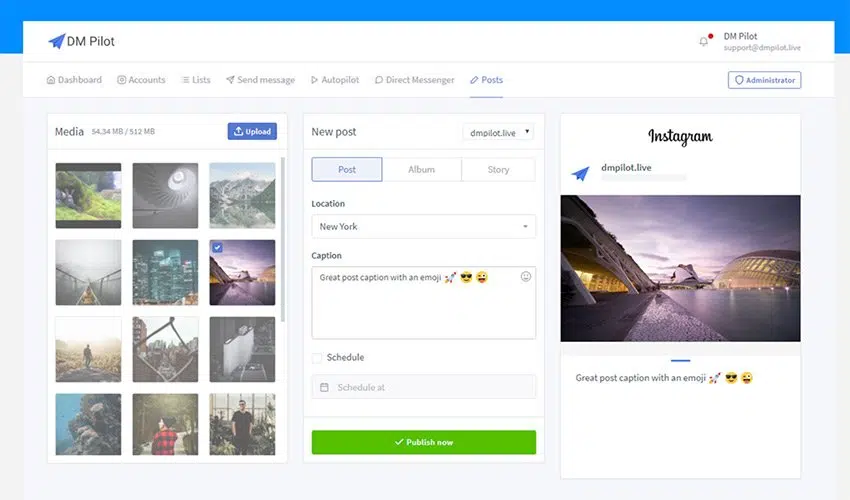 DM Pilot
DM Pilot
support@dmpilot.live
Dashboard Accounts Lists Send message Autopilot Direct Messenger Posts
Administrator
Media 54,34 MB / 512 MB Upload
New post dmpilot.live
Post Album Story
Location
New York
Caption
Great post caption with an emoji 🚀 😎 😜
Schedule
Schedule at
Publish now
Instagram
dmpilot.live
Great post caption with an emoji 🚀 😎 😜